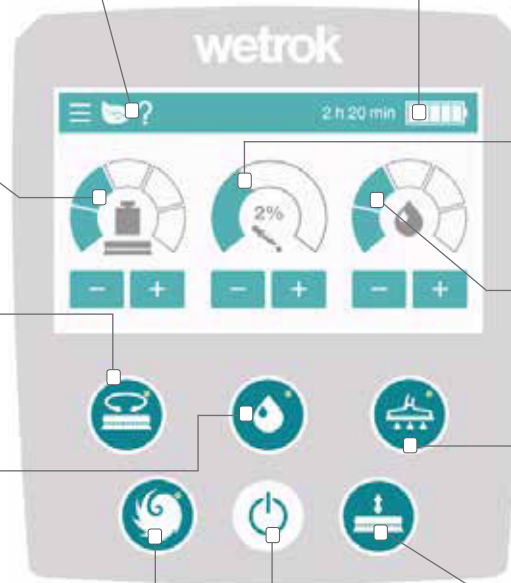 wetrok
?
2 h 20 min
2%
− + − + − +